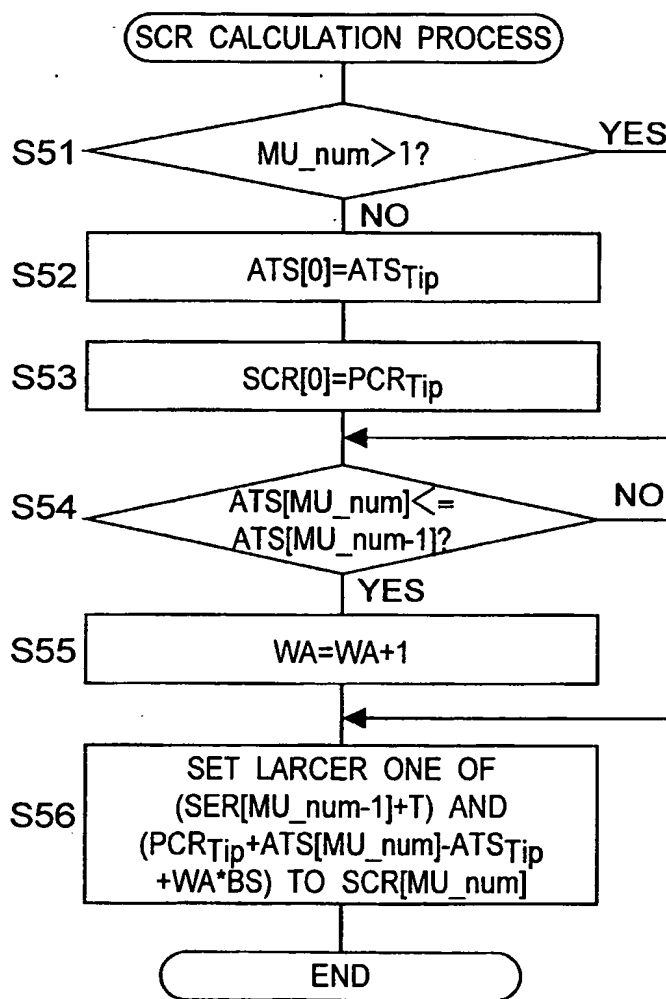 SCR CALCULATION PROCESS
S51
MU_num>1?
YES
NO
S52
ATS[0]=ATSTip
S53
SCR[0]=PCRTip
S54
ATS[MU_num]<=
ATS[MU_num-1]?
NO
YES
S55
WA=WA+1
S56
SET LARCER ONE OF
(SER[MU_num-1]+T) AND
(PCRTip+ATS[MU_num]-ATSTip
+WA*BS) TO SCR[MU_num]
END